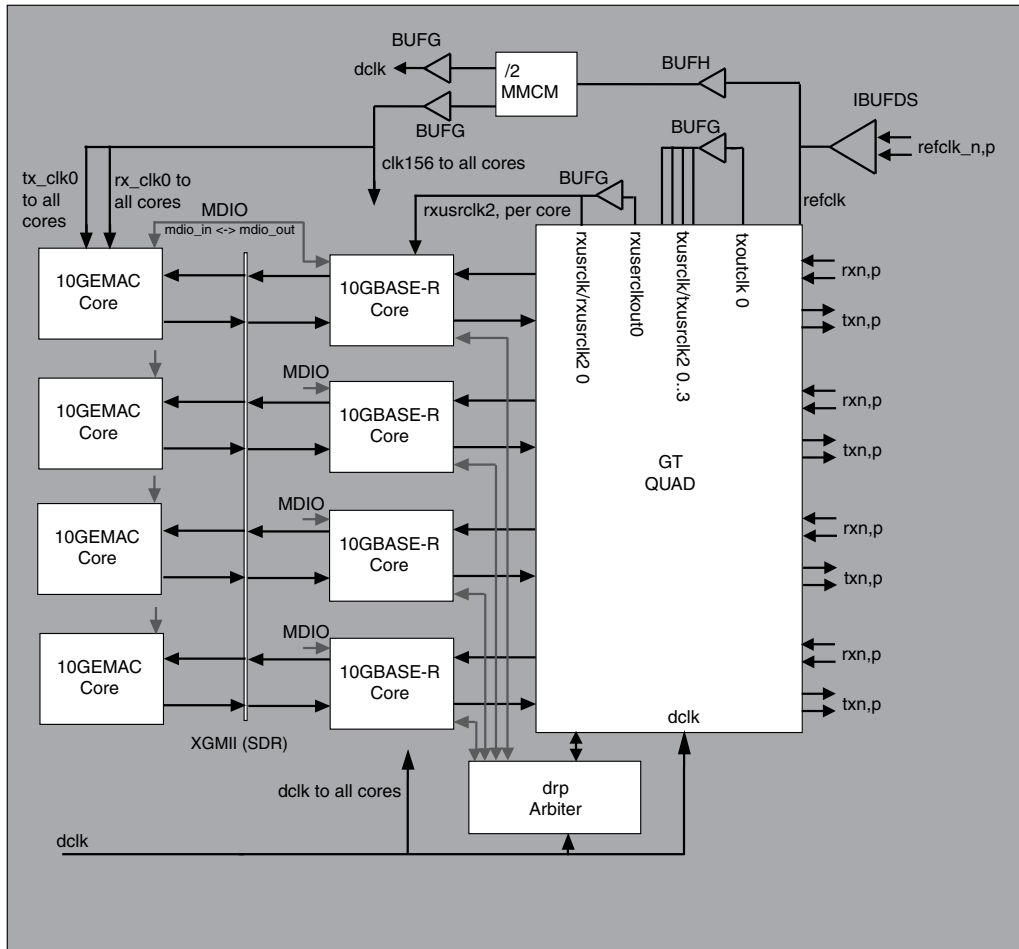 BUFG
dclk
/2
MMCM
BUFH
IBUFDS
BUFG
BUFG
refclk_n,p
clk156 to all cores
tx_clk0
to all
cores
rx_clk0 to
all cores
BUFG
refclk
MDIO
mdio_in <-> mdio_out
rxusrclk2, per core
rxusrclk/rxusrclk2 0
rxuserclkout0
txusrclk/txusrclk2 0..3
txoutclk 0
10GEMAC
Core
10GBASE-R
Core
rxn,p
txn,p
MDIO
10GEMAC
Core
10GBASE-R
Core
rxn,p
txn,p
GT
QUAD
MDIO
10GEMAC
Core
10GBASE-R
Core
rxn,p
txn,p
MDIO
10GEMAC
Core
10GBASE-R
Core
rxn,p
txn,p
dclk
XGMII (SDR)
dclk to all cores
drp
Arbiter
dclk